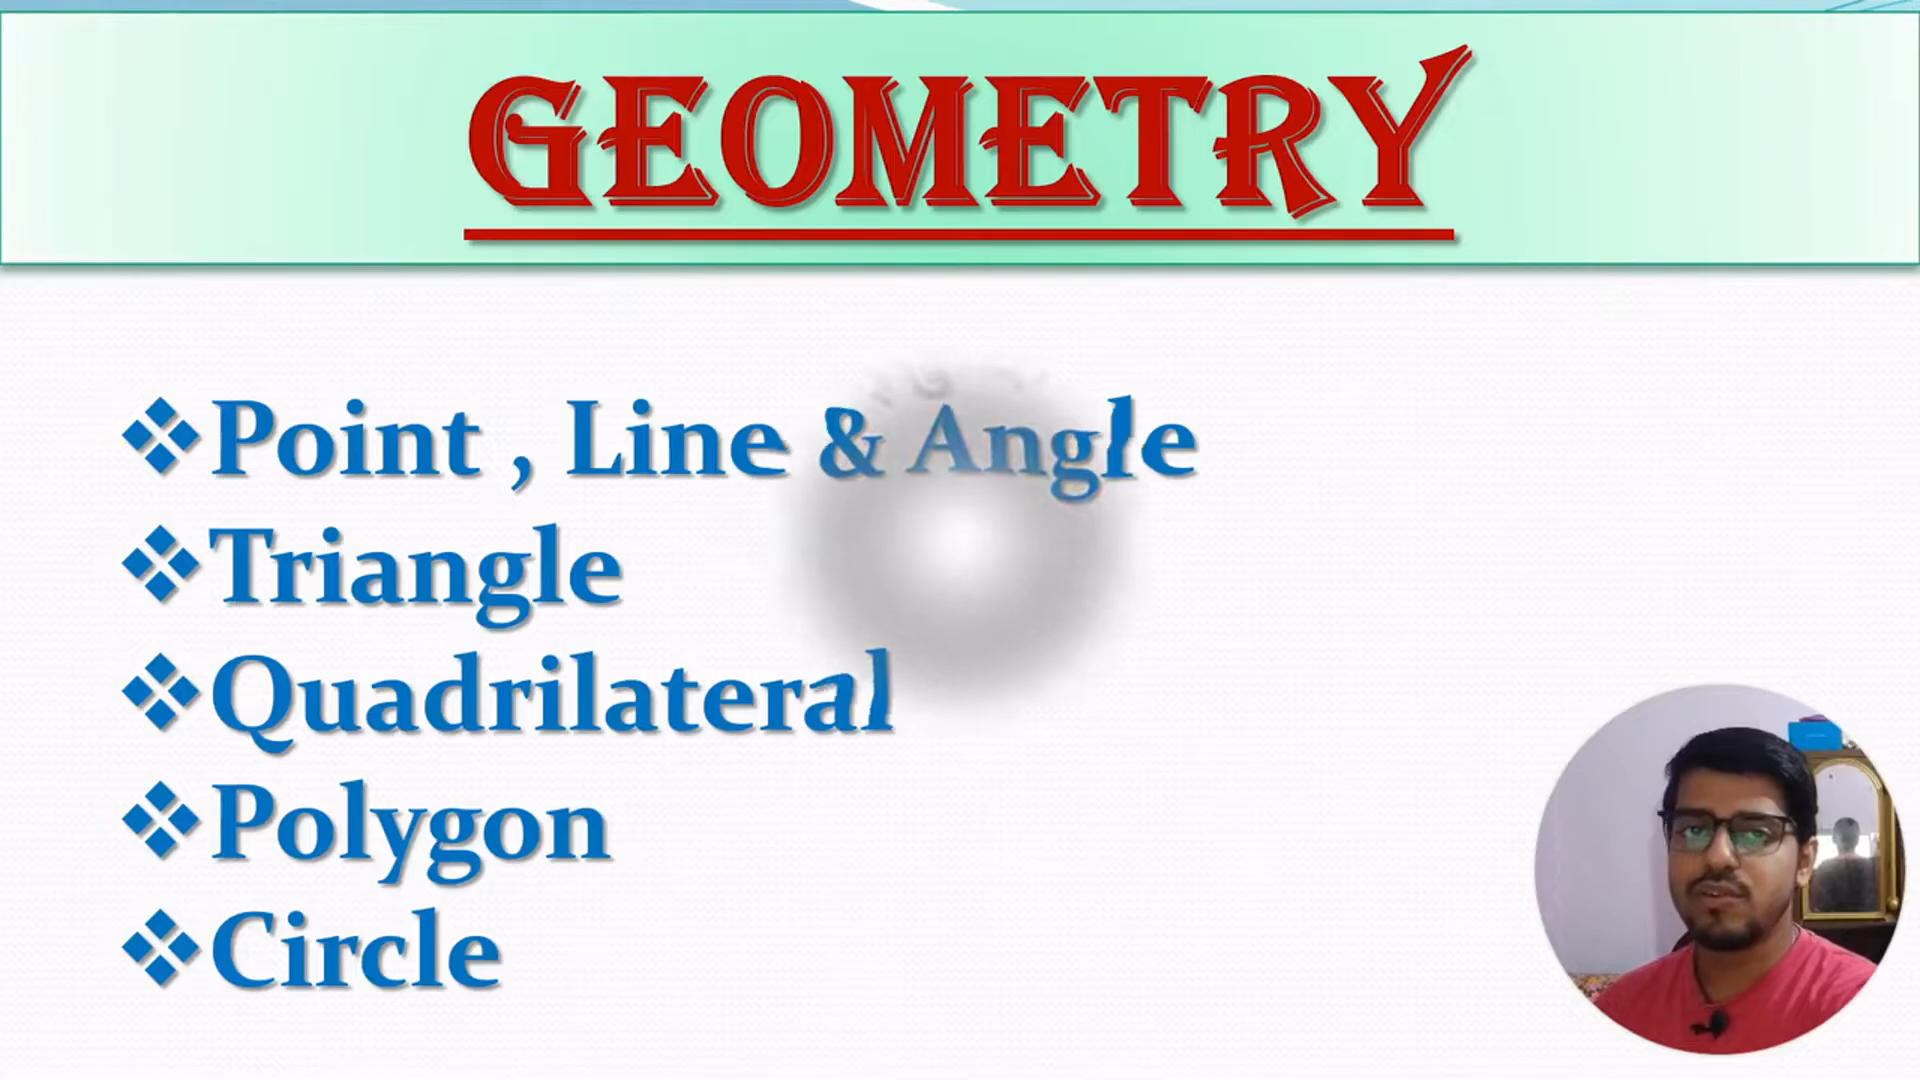 GEOMETRY
❖Point , Line & Angle
❖Triangle
❖Quadrilateral
❖Polygon
❖Circle